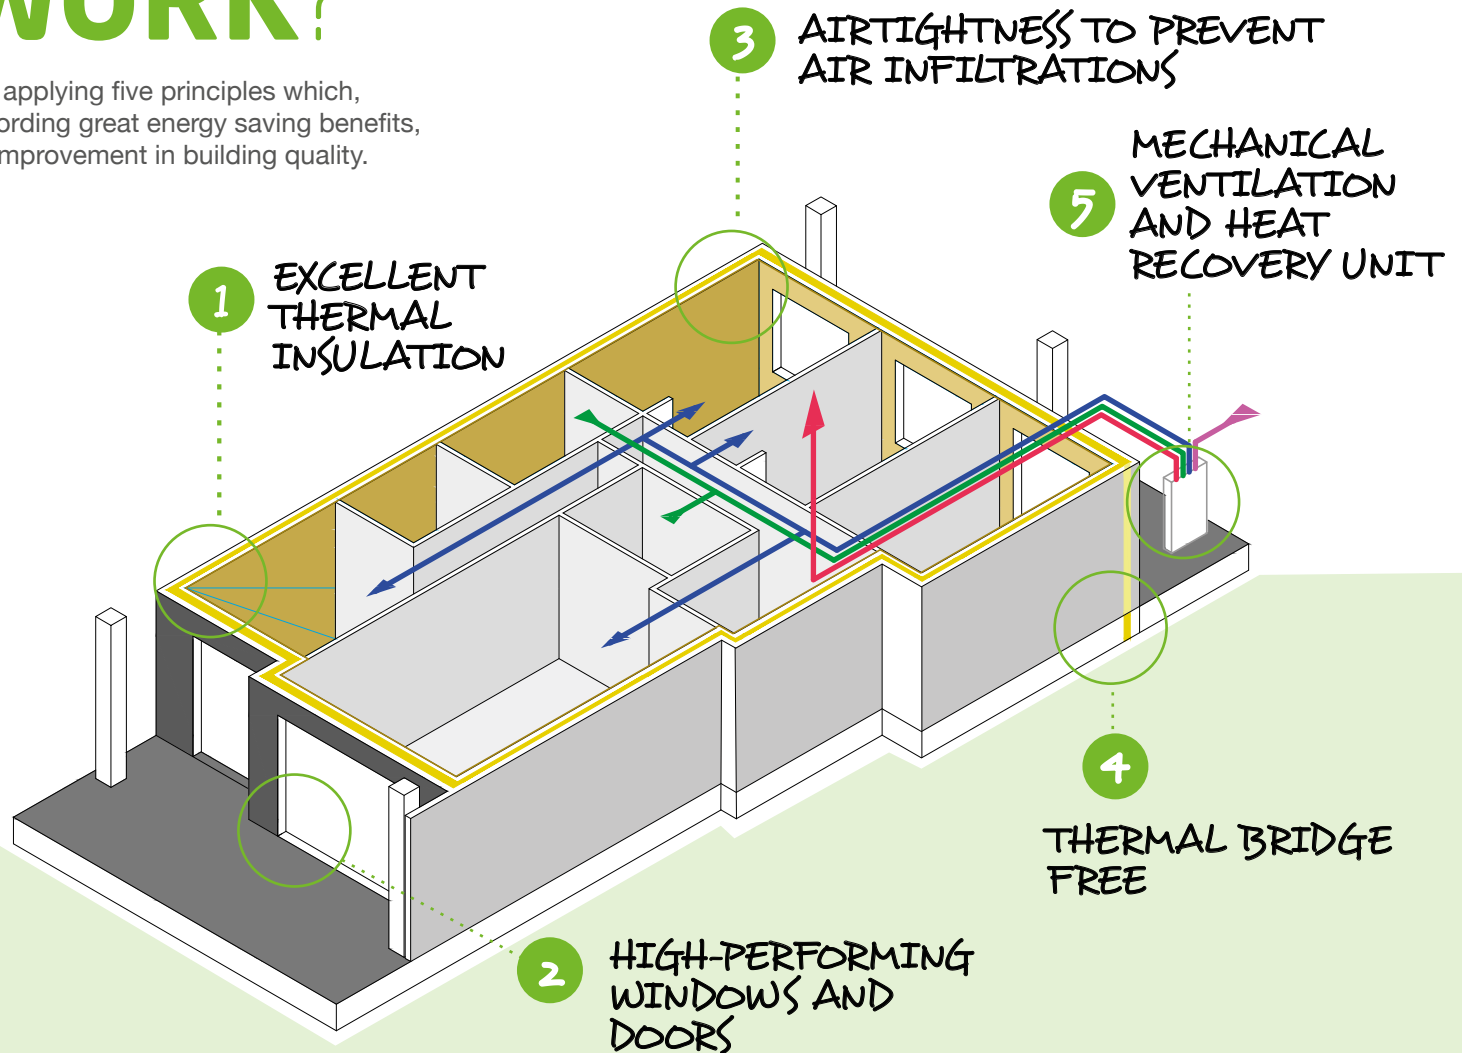 WORK?
applying five principles which,
ording great energy saving benefits,
mprovement in building quality.
3
AIRTIGHTNESS TO PREVENT
AIR INFILTRATIONS
5
MECHANICAL
VENTILATION
AND HEAT
RECOVERY UNIT
1
EXCELLENT
THERMAL
INSULATION
4
THERMAL BRIDGE
FREE
2
HIGH-PERFORMING
WINDOWS AND
DOORS